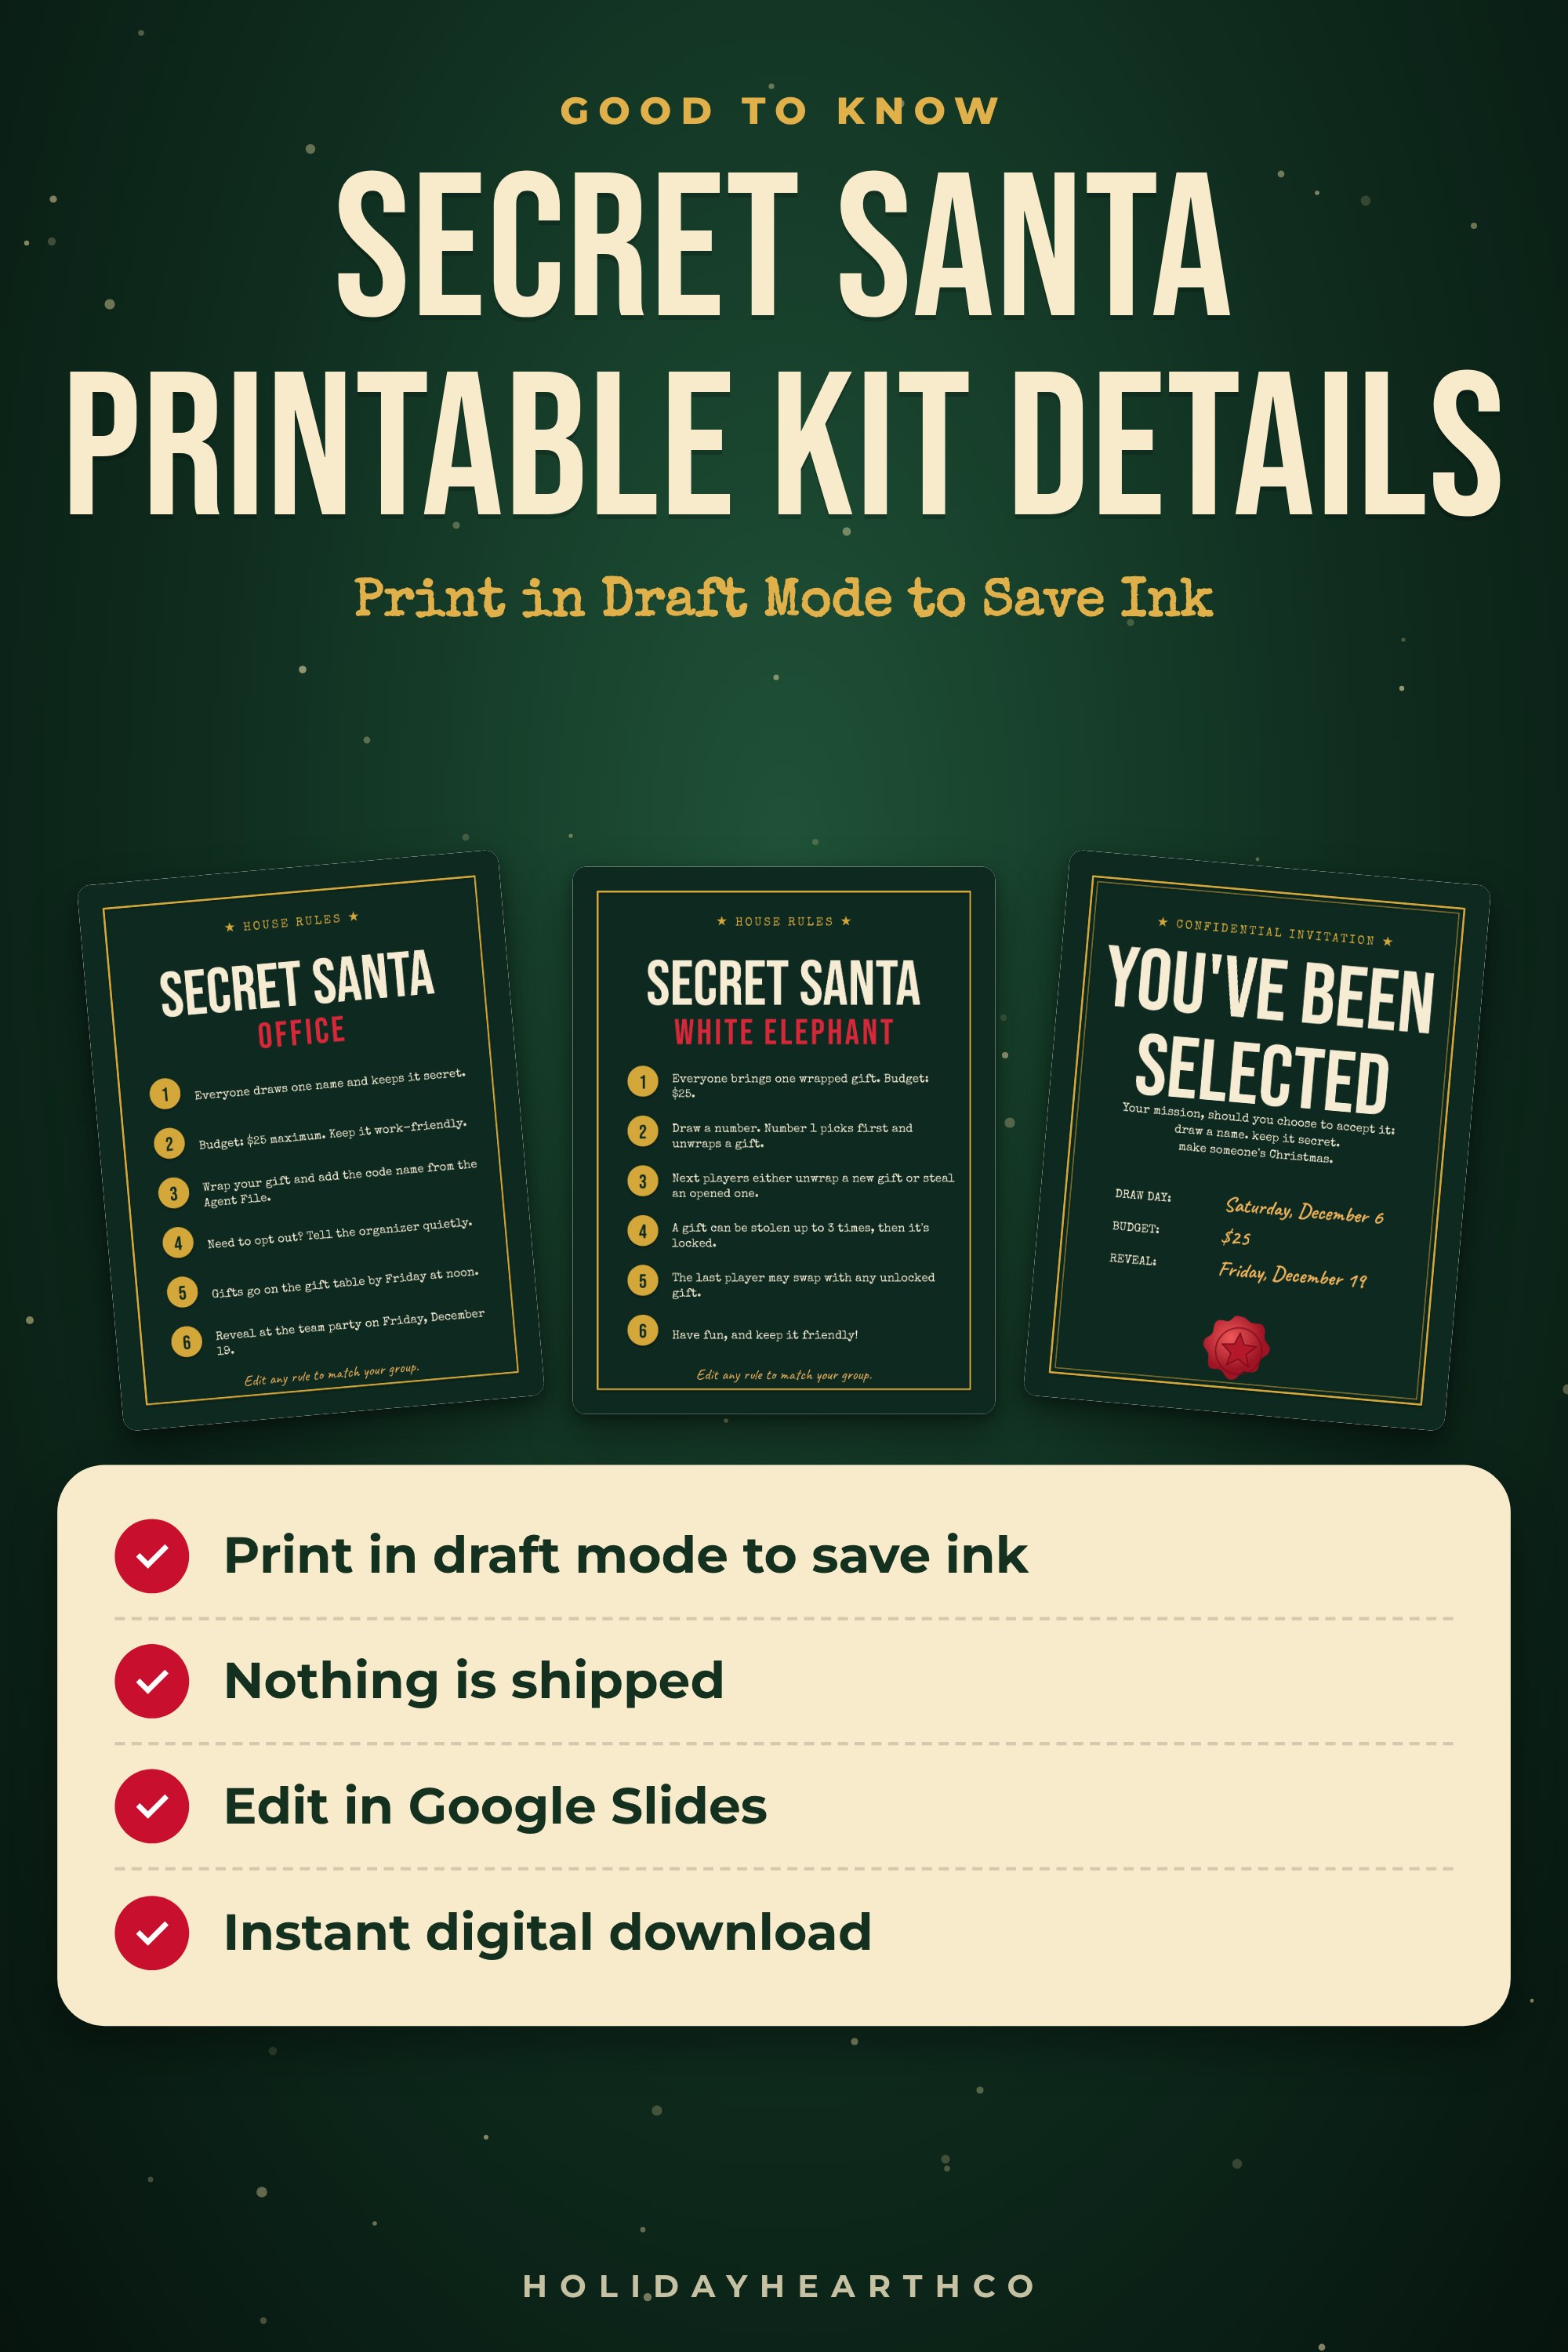 GOOD TO KNOW
SECRET SANTA
PRINTABLE KIT DETAILS
Print in Draft Mode to Save Ink
★ HOUSE RULES ★
SECRET SANTA
OFFICE
1 Everyone draws one name and keeps it secret.
2 Budget: $25 maximum. Keep it work-friendly.
3 Wrap your gift and add the code name from the
Agent File.
4 Need to opt out? Tell the organizer quietly.
5 Gifts go on the gift table by Friday at noon.
6 Reveal at the team party on Friday, December
19.
Edit any rule to match your group.
★ HOUSE RULES ★
SECRET SANTA
WHITE ELEPHANT
1 Everyone brings one wrapped gift. Budget:
$25.
2 Draw a number. Number 1 picks first and
unwraps a gift.
3 Next players either unwrap a new gift or steal
an opened one.
4 A gift can be stolen up to 3 times, then it's
locked.
5 The last player may swap with any unlocked
gift.
6 Have fun, and keep it friendly!
Edit any rule to match your group.
★ CONFIDENTIAL INVITATION ★
YOU'VE BEEN
SELECTED
Your mission, should you choose to accept it:
draw a name. keep it secret.
make someone's Christmas.
DRAW DAY: Saturday, December 6
BUDGET: $25
REVEAL: Friday, December 19
Print in draft mode to save ink
Nothing is shipped
Edit in Google Slides
Instant digital download
HOLIDAYHEARTHCO